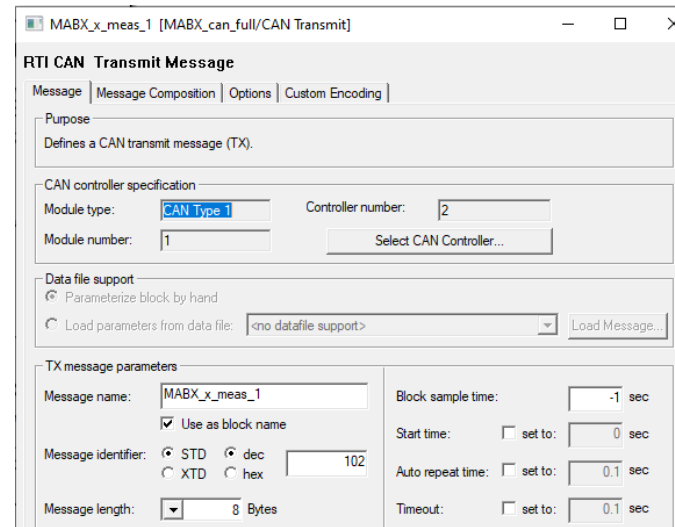 MABX_x_meas_1 [MABX_can_full/CAN Transmit]
RTI CAN Transmit Message
Message Message Composition Options Custom Encoding
Purpose
Defines a CAN transmit message (TX).
CAN controller specification
Module type: CAN Type 1 Controller number: 2
Module number: 1 Select CAN Controller...
Data file support
Parameterize block by hand
Load parameters from data file: <no datafile support> Load Message...
TX message parameters
Message name: MABX_x_meas_1 Block sample time: -1 sec
Use as block name
Start time: set to: 0 sec
Message identifier: STD dec 102
XTD hex
Auto repeat time: set to: 0.1 sec
Message length: 8 Bytes Timeout: set to: 0.1 sec